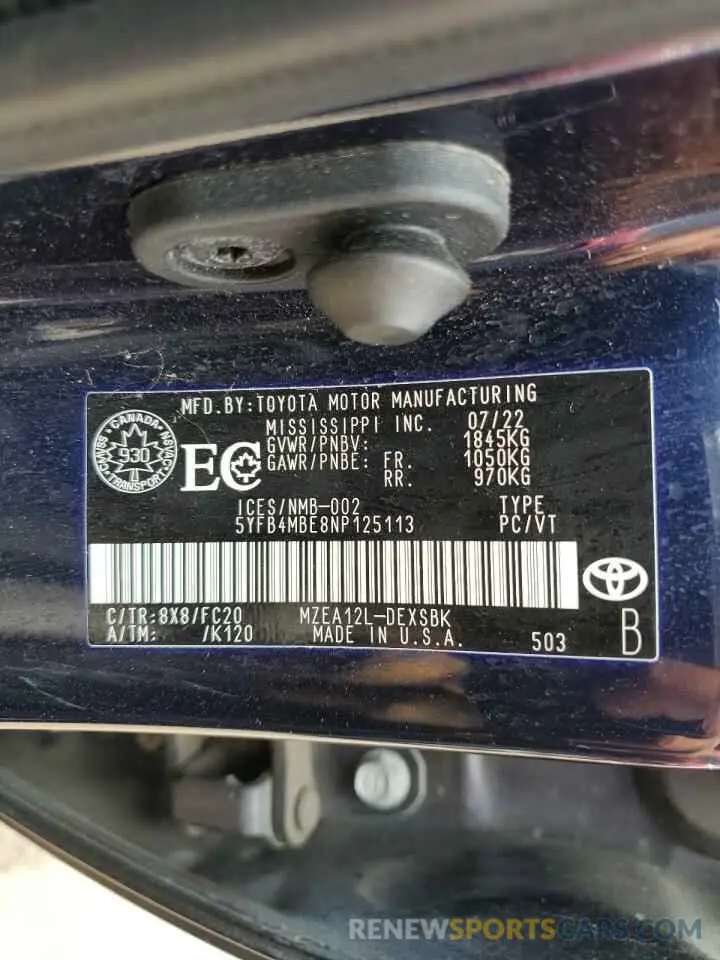 MFD.BY:TOYOTA MOTOR MANUFACTURING
MISSISSIPPI INC. 07/22
GVWR/PNBV: 1845KG
GAWR/PNBE: FR. 1050KG
RR. 970KG
CANADA
CMVSS NSVAC
930
TRANSPORT
EC
ICES/NMB-002 TYPE
5YFB4MBE8NP125113 PC/VT
C/TR:8X8/FC20 MZEA12L-DEXSBK
A/TM: /K120 MADE IN U.S.A. 503 B
RENEWSPORTSCARS.COM